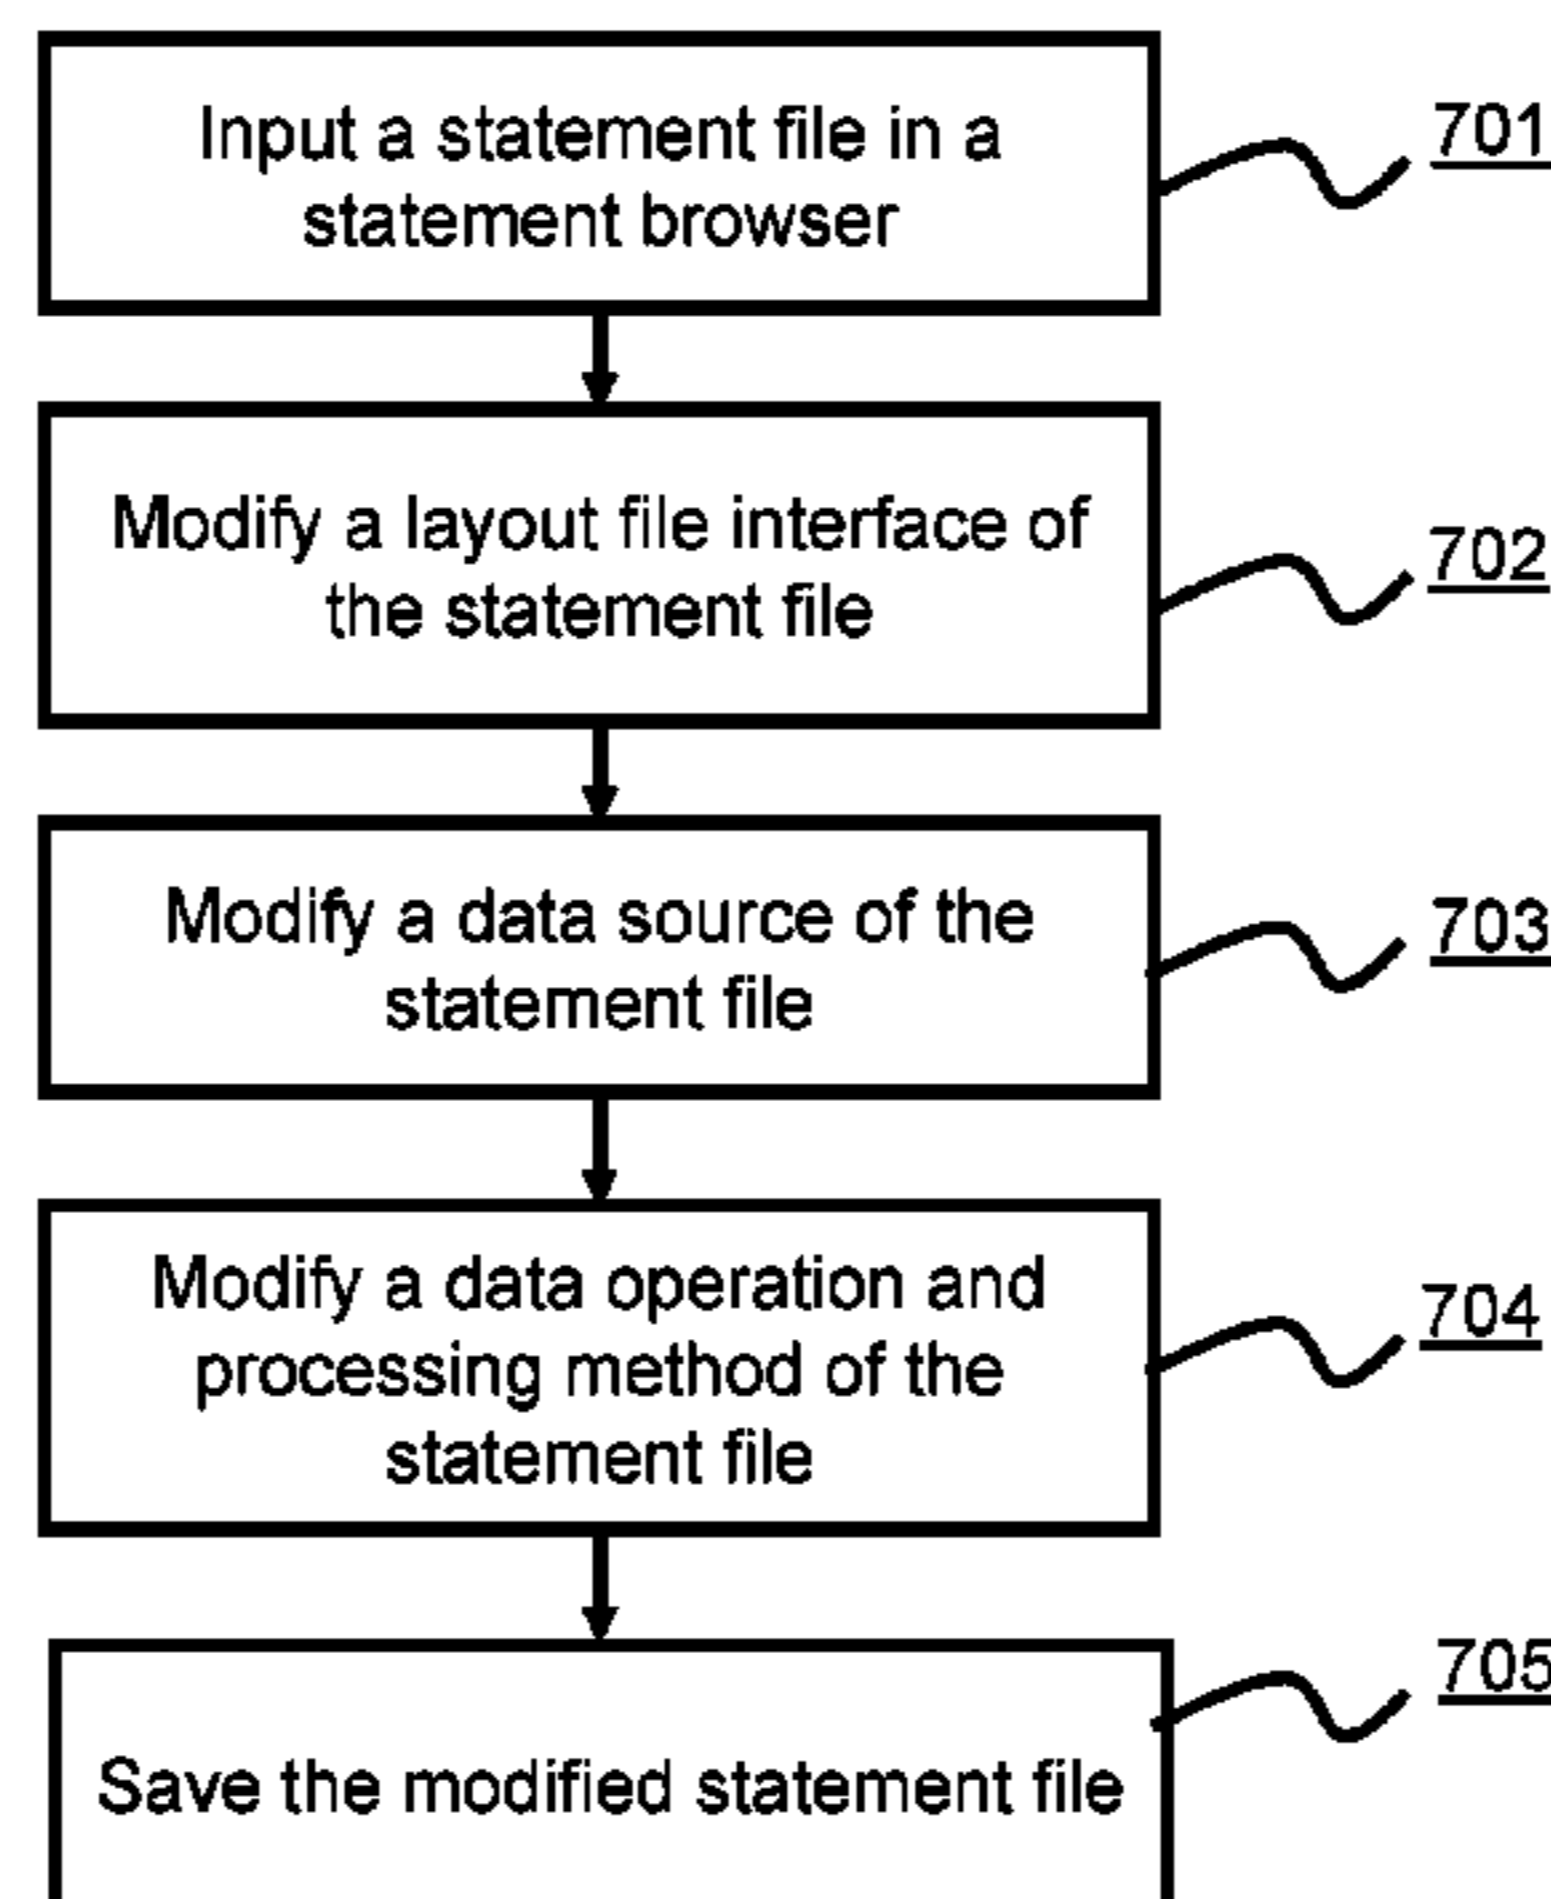 Input a statement file in a
statement browser
701
Modify a layout file interface of
the statement file
702
Modify a data source of the
statement file
703
Modify a data operation and
processing method of the
statement file
704
Save the modified statement file
705